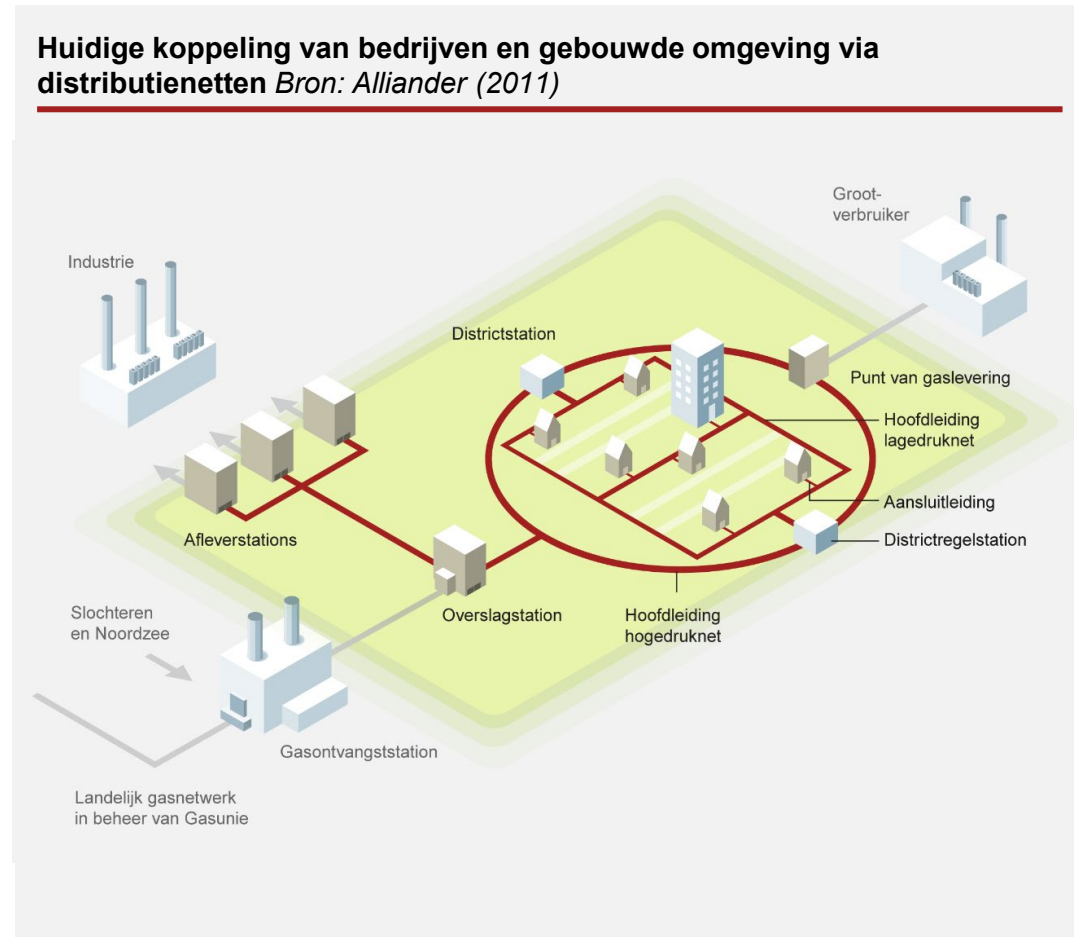 Huidige koppeling van bedrijven en gebouwde omgeving via
distributienetten Bron: Alliander (2011)
Groot-
verbruiker
Industrie
Districtstation
Punt van gaslevering
Hoofdleiding
lagedruknet
Aansluitleiding
Afleverstations
Districtregelstation
Slochteren
en Noordzee
Overslagstation
Hoofdleiding
hogedruknet
Gasontvangststation
Landelijk gasnetwerk
in beheer van Gasunie